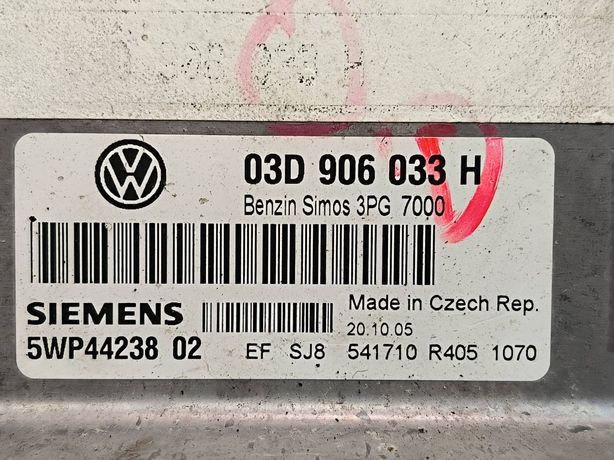 03D 906 033 H
Benzin Simos 3PG 7000
SIEMENS
Made in Czech Rep.
20.10.05
5WP44238 02
EF SJ8 541710 R405 1070